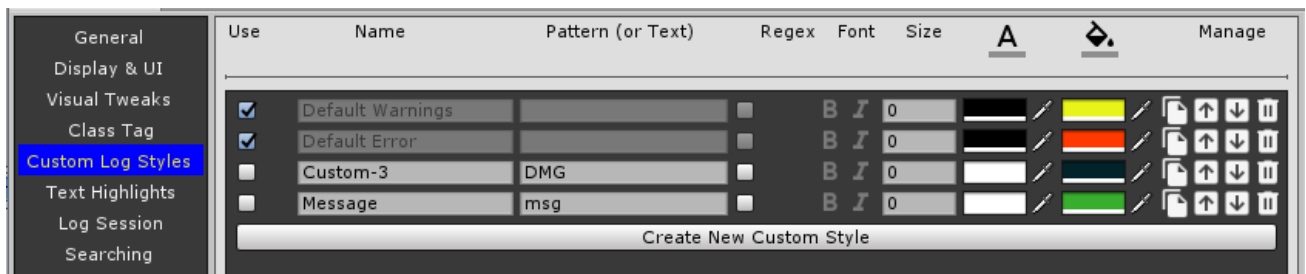 General
Display & UI
Visual Tweaks
Class Tag
Custom Log Styles
Text Highlights
Log Session
Searching
Use Name Pattern (or Text) Regex Font Size A Manage
Default Warnings B I 0
Default Error B I 0
Custom-3 DMG B I 0
Message msg B I 0
Create New Custom Style